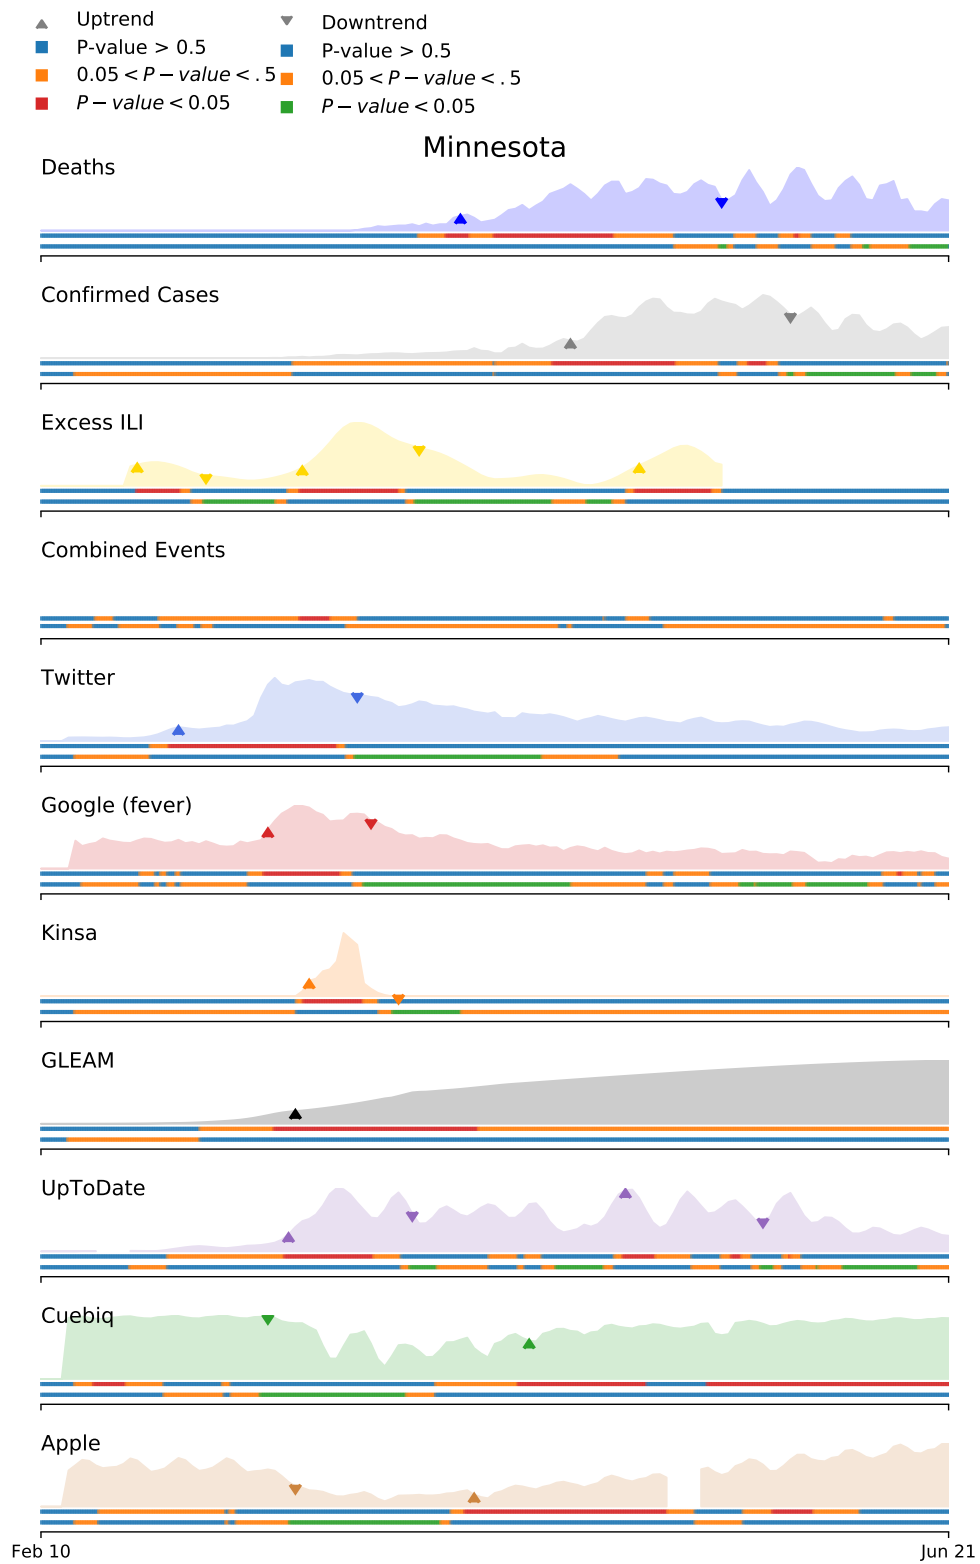 Uptrend
P-value > 0.5
0.05 < P − value < .5
P − value < 0.05
Downtrend
P-value > 0.5
0.05 < P − value < .5
P − value < 0.05
Minnesota
Deaths
Confirmed Cases
Excess ILI
Combined Events
Twitter
Google (fever)
Kinsa
GLEAM
UpToDate
Cuebiq
Apple
Feb 10
Jun 21